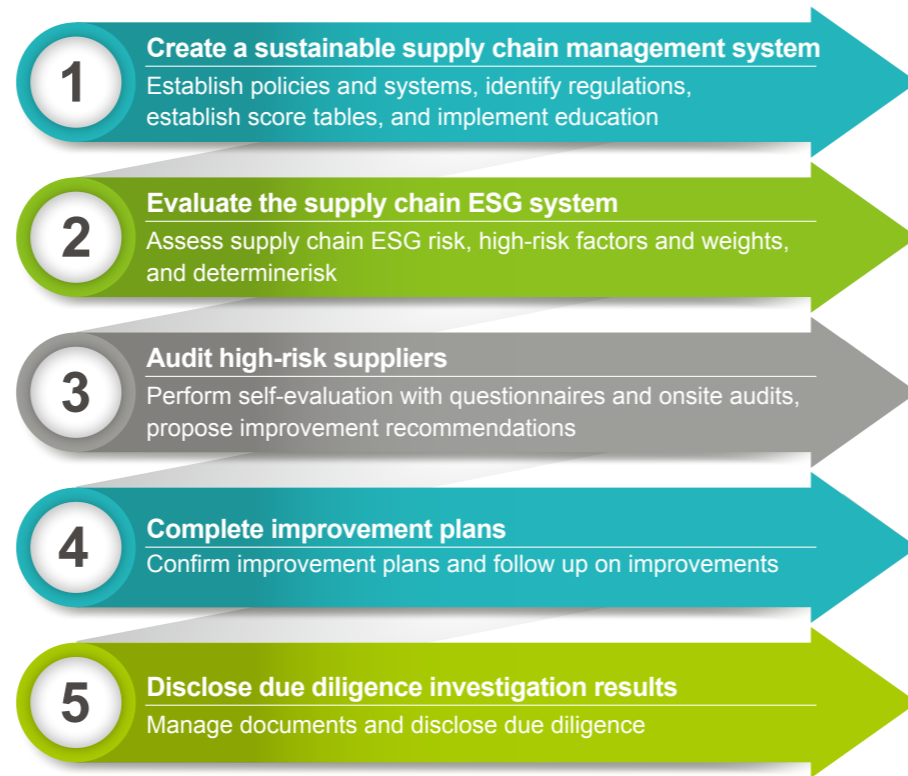 1
Create a sustainable supply chain management system
Establish policies and systems, identify regulations,
establish score tables, and implement education
2
Evaluate the supply chain ESG system
Assess supply chain ESG risk, high-risk factors and weights,
and determinerisk
3
Audit high-risk suppliers
Perform self-evaluation with questionnaires and onsite audits,
propose improvement recommendations
4
Complete improvement plans
Confirm improvement plans and follow up on improvements
5
Disclose due diligence investigation results
Manage documents and disclose due diligence